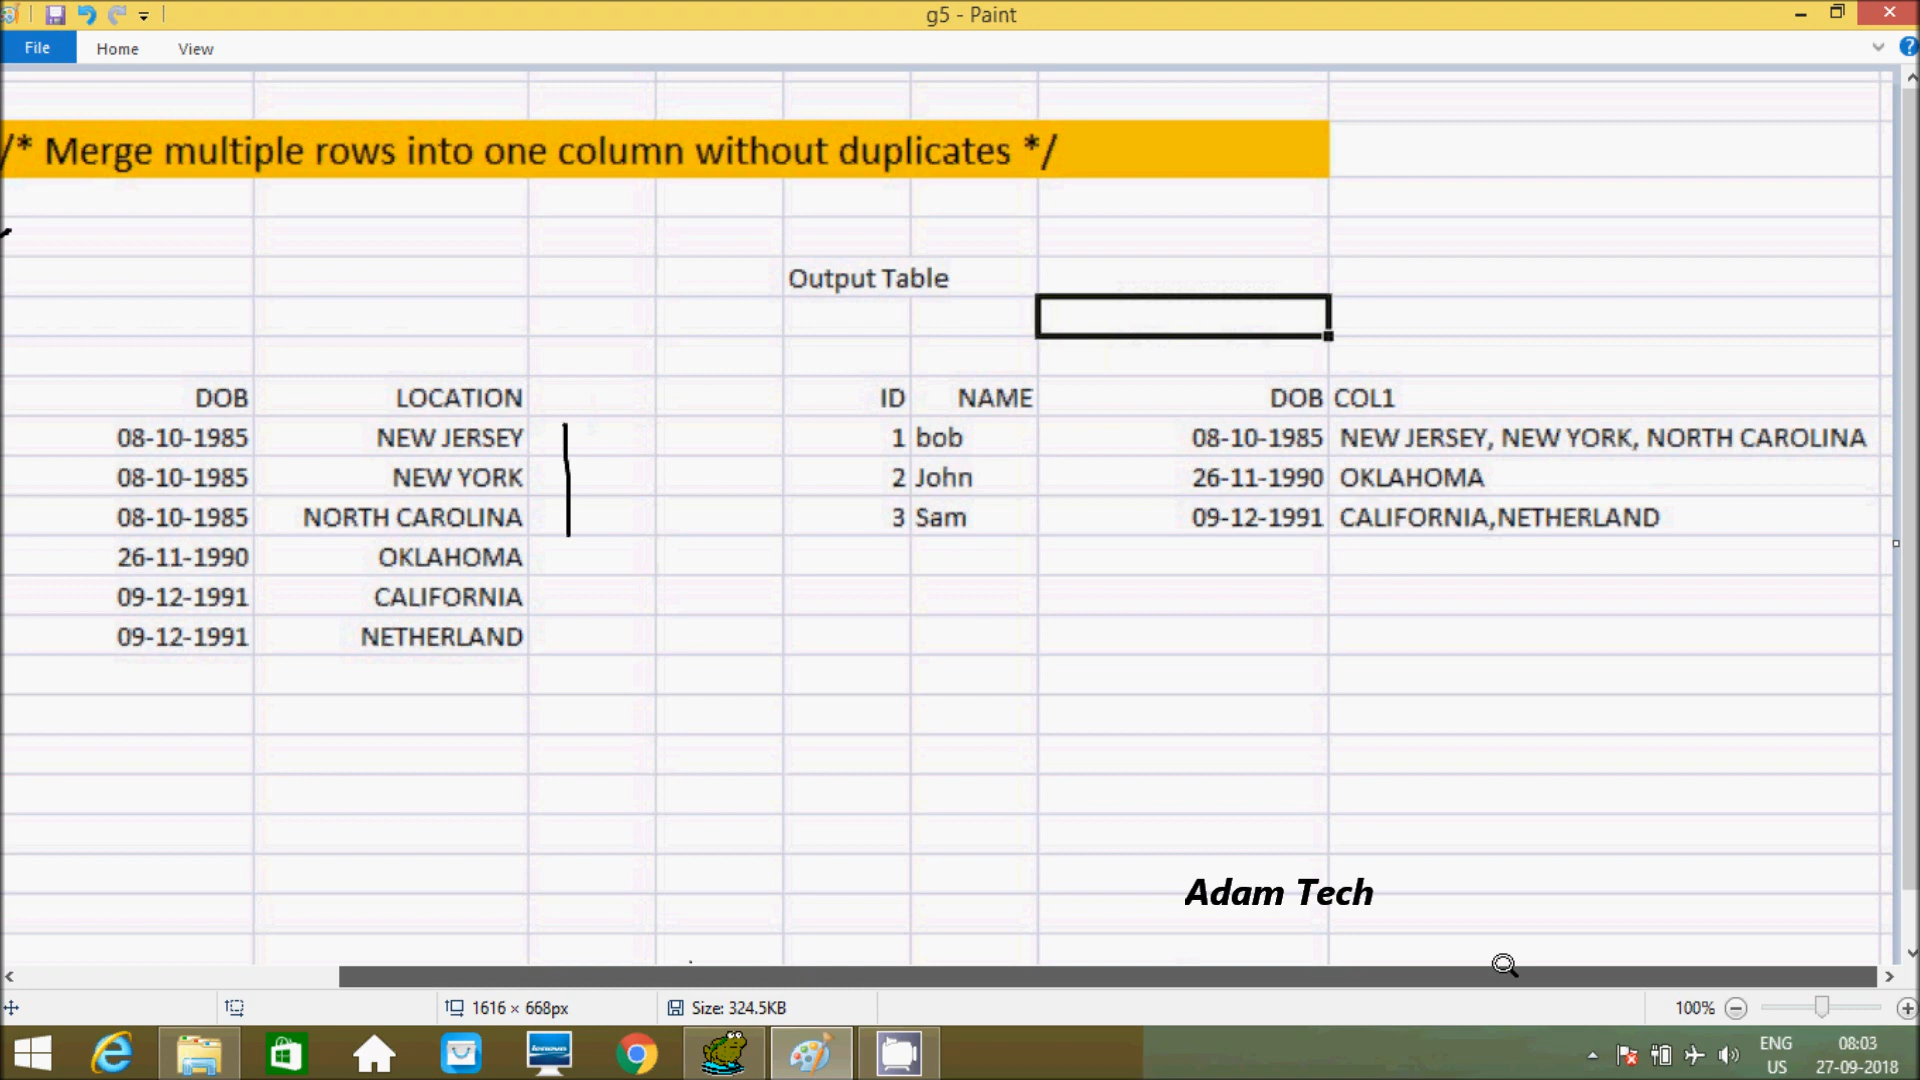 g5 - Paint
File Home View
/* Merge multiple rows into one column without duplicates */
Output Table
DOB LOCATION ID NAME DOB COL1
08-10-1985 NEW JERSEY 1 bob 08-10-1985 NEW JERSEY, NEW YORK, NORTH CAROLINA
08-10-1985 NEW YORK 2 John 26-11-1990 OKLAHOMA
08-10-1985 NORTH CAROLINA 3 Sam 09-12-1991 CALIFORNIA,NETHERLAND
26-11-1990 OKLAHOMA
09-12-1991 CALIFORNIA
09-12-1991 NETHERLAND
Adam Tech
1616 × 668px Size: 324.5KB 100%
ENG 08:03
US 27-09-2018